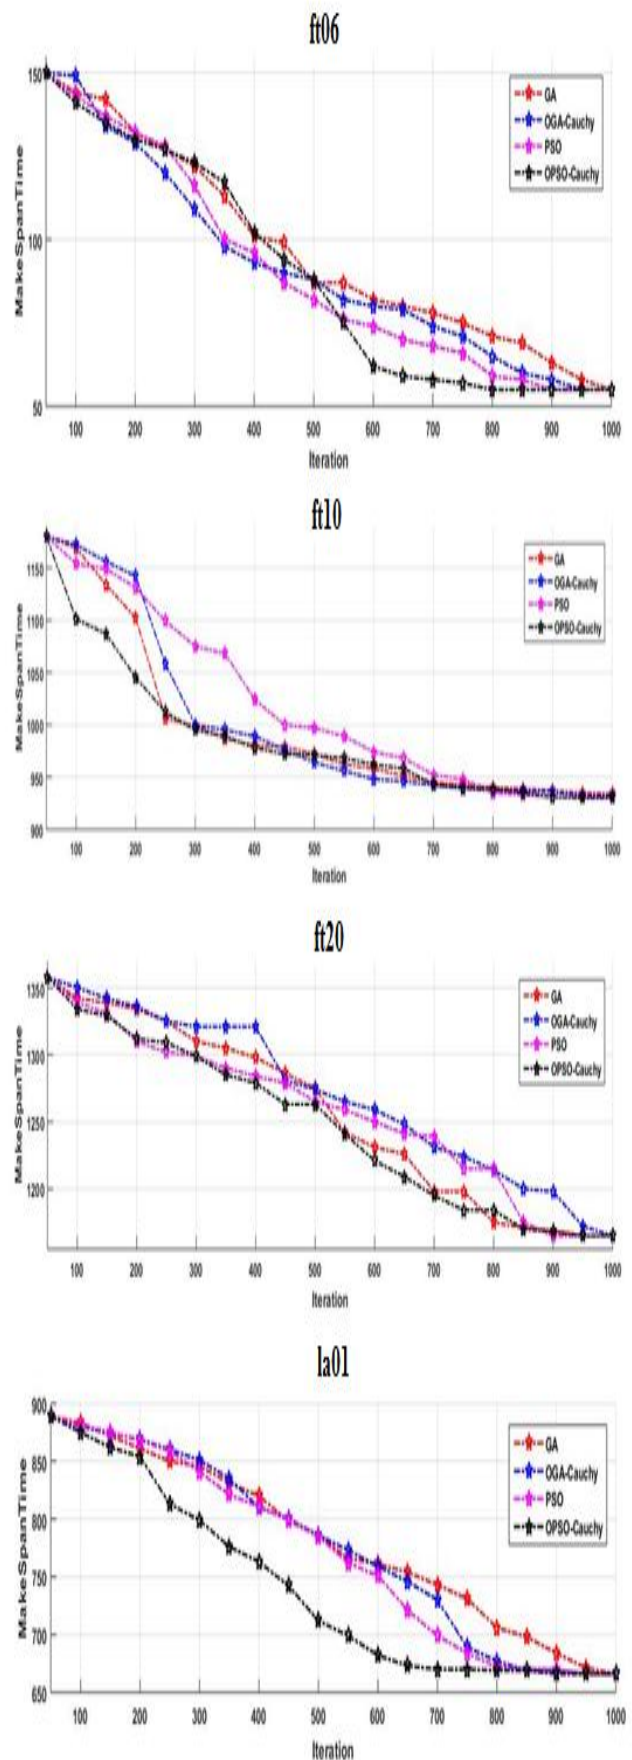 ft06
150
100
50
MakeSpanTime
GA
OGA-Cauchy
PSO
OPSO-Cauchy
100 200 300 400 500 600 700 800 900 1000
Iteration
ft10
1150
1100
1050
1000
950
900
MakeSpanTime
GA
OGA-Cauchy
PSO
OPSO-Cauchy
100 200 300 400 500 600 700 800 900 1000
Iteration
ft20
1350
1300
1250
1200
MakeSpanTime
GA
OGA-Cauchy
PSO
OPSO-Cauchy
100 200 300 400 500 600 700 800 900 1000
Iteration
la01
900
850
800
750
700
650
MakeSpanTime
GA
OGA-Cauchy
PSO
OPSO-Cauchy
100 200 300 400 500 600 700 800 900 1000
Iteration